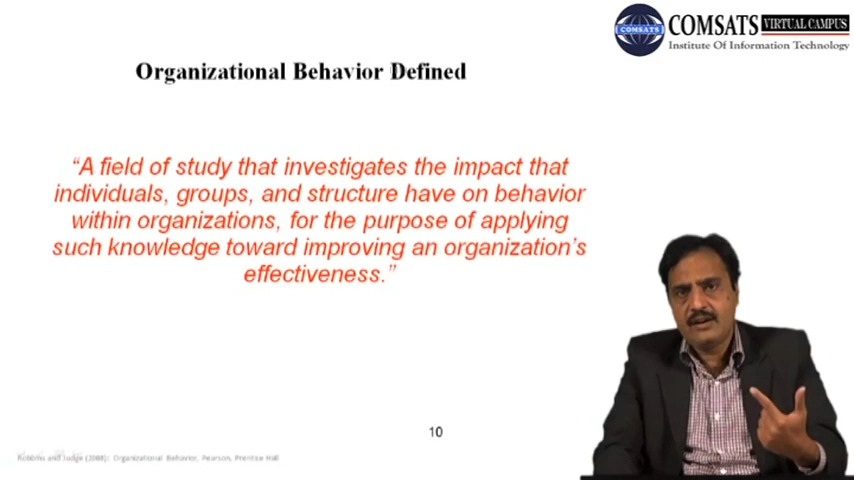 COMSATS VIRTUAL CAMPUS
Institute Of Information Technology
COMSATS
Organizational Behavior Defined
“A field of study that investigates the impact that
individuals, groups, and structure have on behavior
within organizations, for the purpose of applying
such knowledge toward improving an organization’s
effectiveness.”
10
Robbins and Judge (2008): Organizational Behavior, Pearson, Prentice Hall